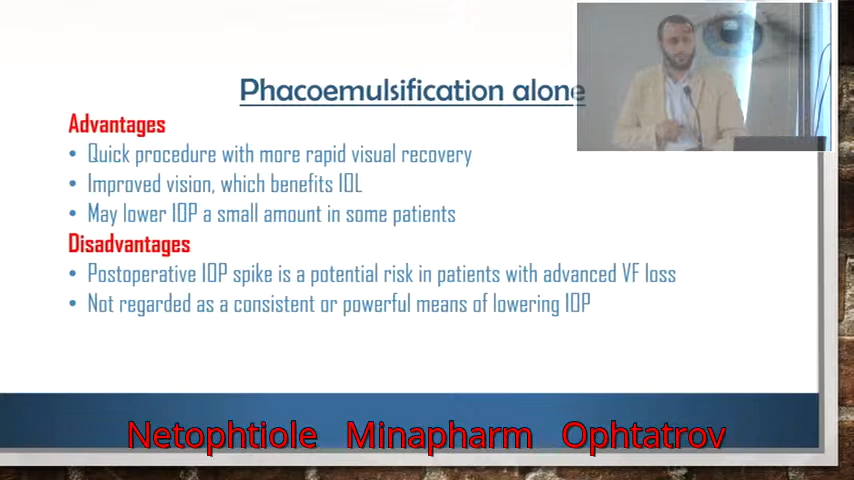 Phacoemulsification alone
Advantages
• Quick procedure with more rapid visual recovery
• Improved vision, which benefits IOL
• May lower IOP a small amount in some patients
Disadvantages
• Postoperative IOP spike is a potential risk in patients with advanced VF loss
• Not regarded as a consistent or powerful means of lowering IOP
Netophtiole Minapharm Ophtatrov